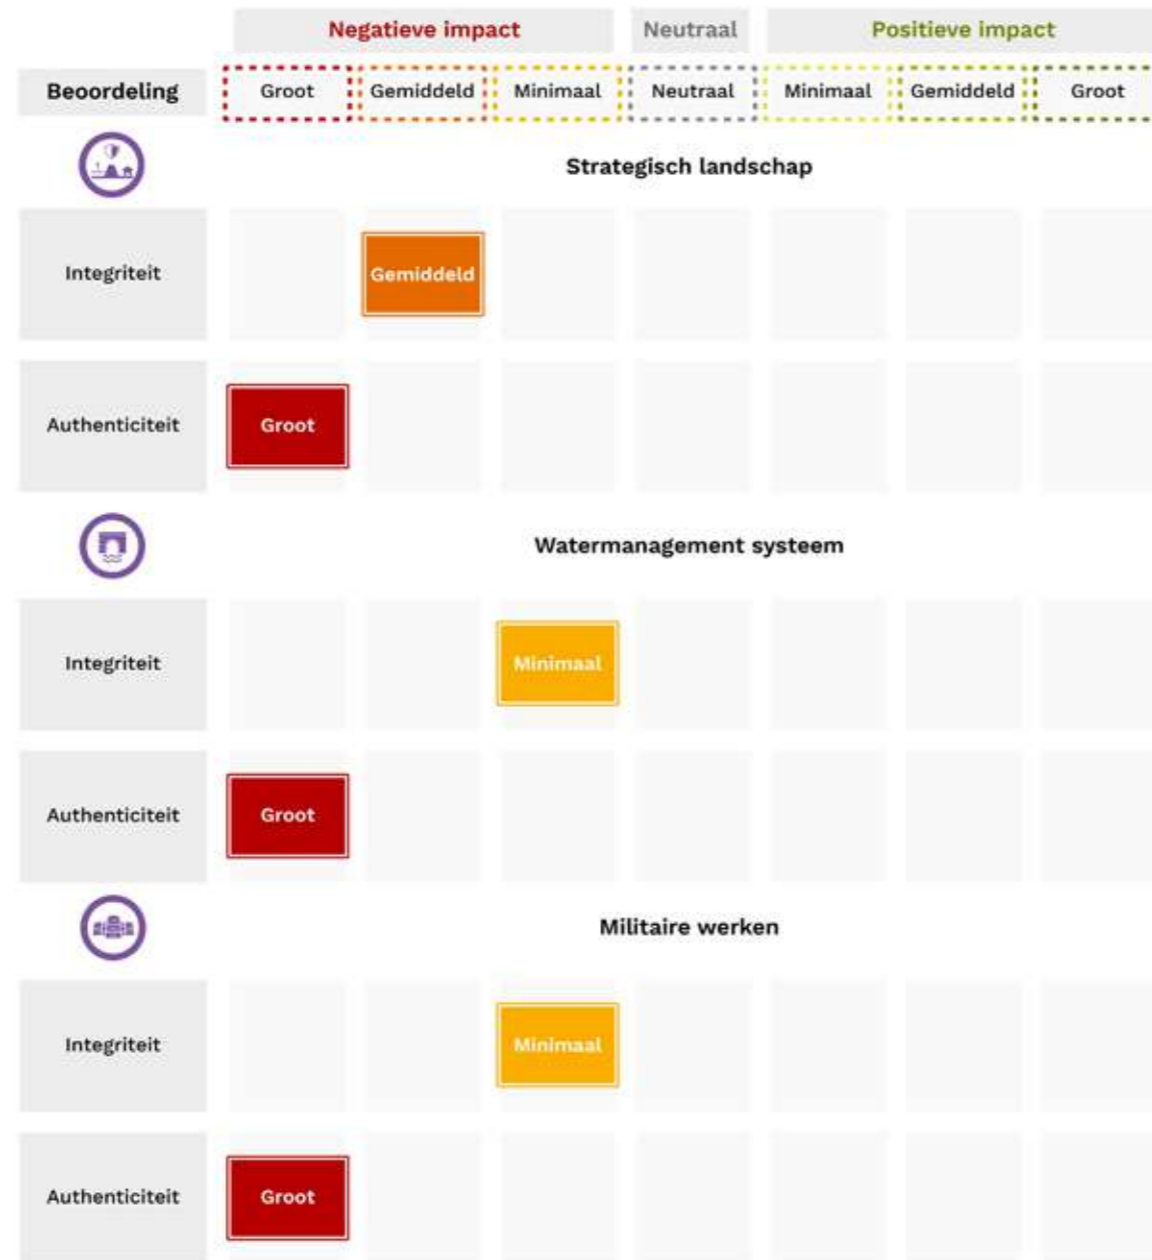 Negatieve impact Neutraal Positieve impact
Beoordeling Groot Gemiddeld Minimaal Neutraal Minimaal Gemiddeld Groot
Strategisch landschap
Integriteit Gemiddeld
Authenticiteit Groot
Watermanagement systeem
Integriteit Minimaal
Authenticiteit Groot
Militaire werken
Integriteit Minimaal
Authenticiteit Groot